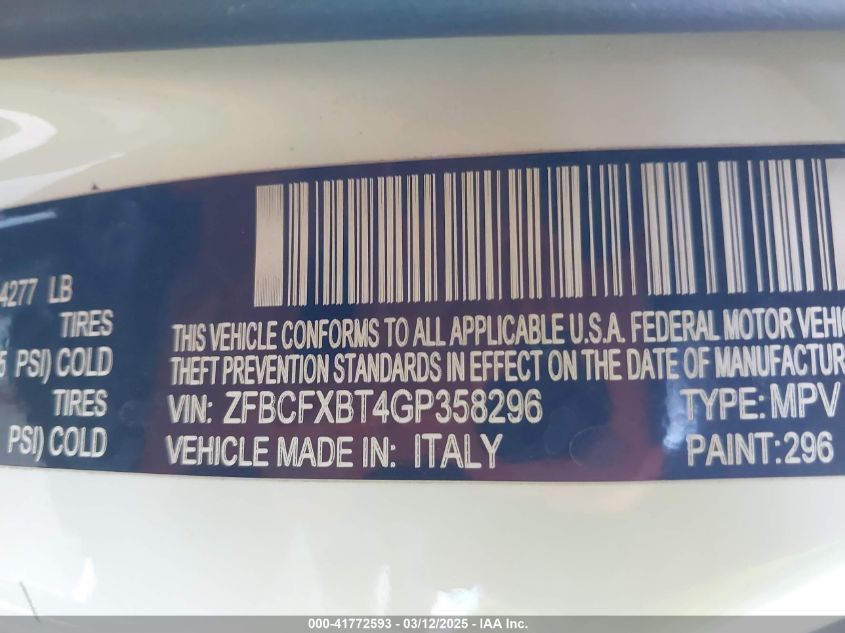 4277 LB
TIRES
PSI) COLD
TIRES
PSI) COLD
THIS VEHICLE CONFORMS TO ALL APPLICABLE U.S.A. FEDERAL MOTOR VEHIC
THEFT PREVENTION STANDARDS IN EFFECT ON THE DATE OF MANUFACTUR
VIN: ZFBCFXBT4GP358296 TYPE: MPV
VEHICLE MADE IN: ITALY PAINT: 296
000-41772593 - 03/12/2025 - IAA Inc.